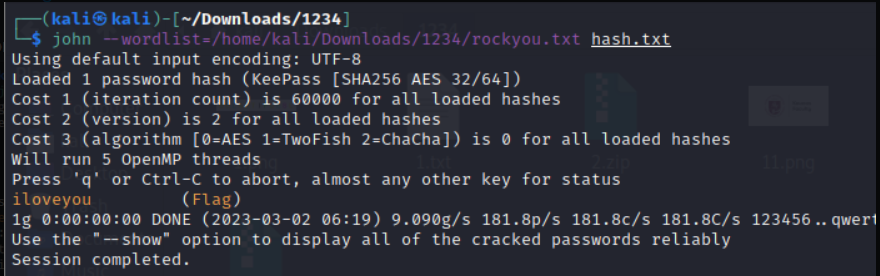 ┌──(kali㉿kali)-[~/Downloads/1234]
└─$ john --wordlist=/home/kali/Downloads/1234/rockyou.txt hash.txt
Using default input encoding: UTF-8
Loaded 1 password hash (KeePass [SHA256 AES 32/64])
Cost 1 (iteration count) is 60000 for all loaded hashes
Cost 2 (version) is 2 for all loaded hashes
Cost 3 (algorithm [0=AES 1=TwoFish 2=ChaCha]) is 0 for all loaded hashes
Will run 5 OpenMP threads
Press 'q' or Ctrl-C to abort, almost any other key for status
iloveyou         (Flag)
1g 0:00:00:00 DONE (2023-03-02 06:19) 9.090g/s 181.8p/s 181.8c/s 181.8C/s 123456..qwert
Use the "--show" option to display all of the cracked passwords reliably
Session completed.
1.txt
2.zip
11.png